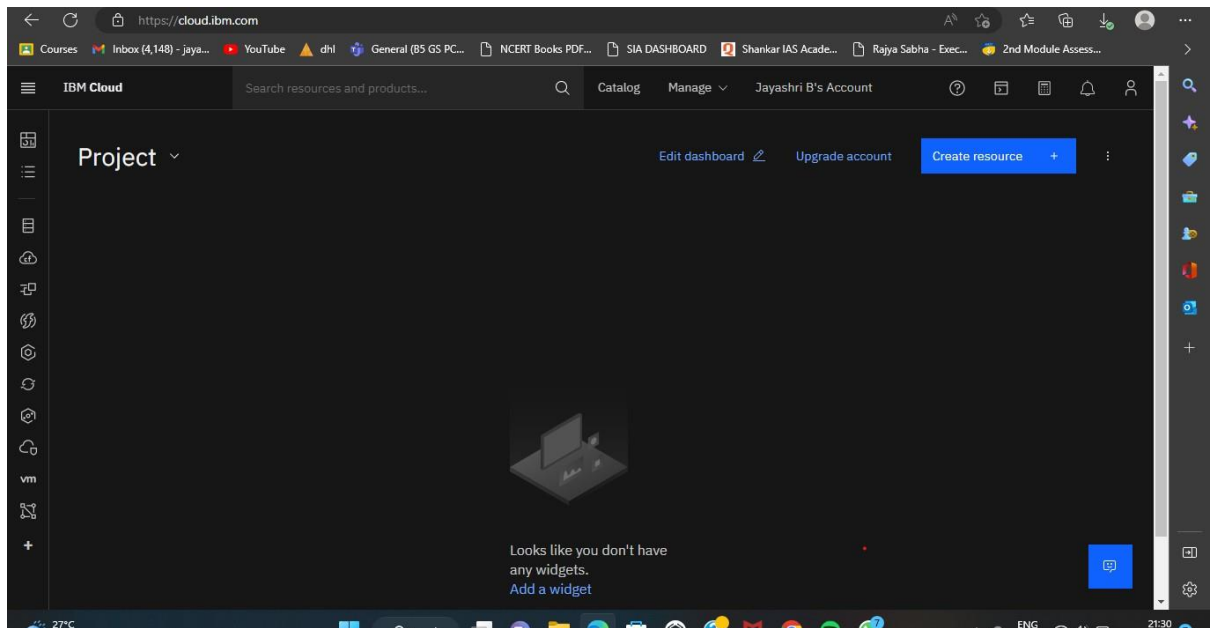 https://cloud.ibm.com
Courses Inbox (4,148) - jaya... YouTube dhl General (B5 GS PC... NCERT Books PDF... SIA DASHBOARD Shankar IAS Acade... Rajya Sabha - Exec... 2nd Module Assess...
IBM Cloud Search resources and products... Catalog Manage Jayashri B's Account
Project Edit dashboard Upgrade account Create resource +
vm
Looks like you don't have
any widgets.
Add a widget
27°C ENG 21:30